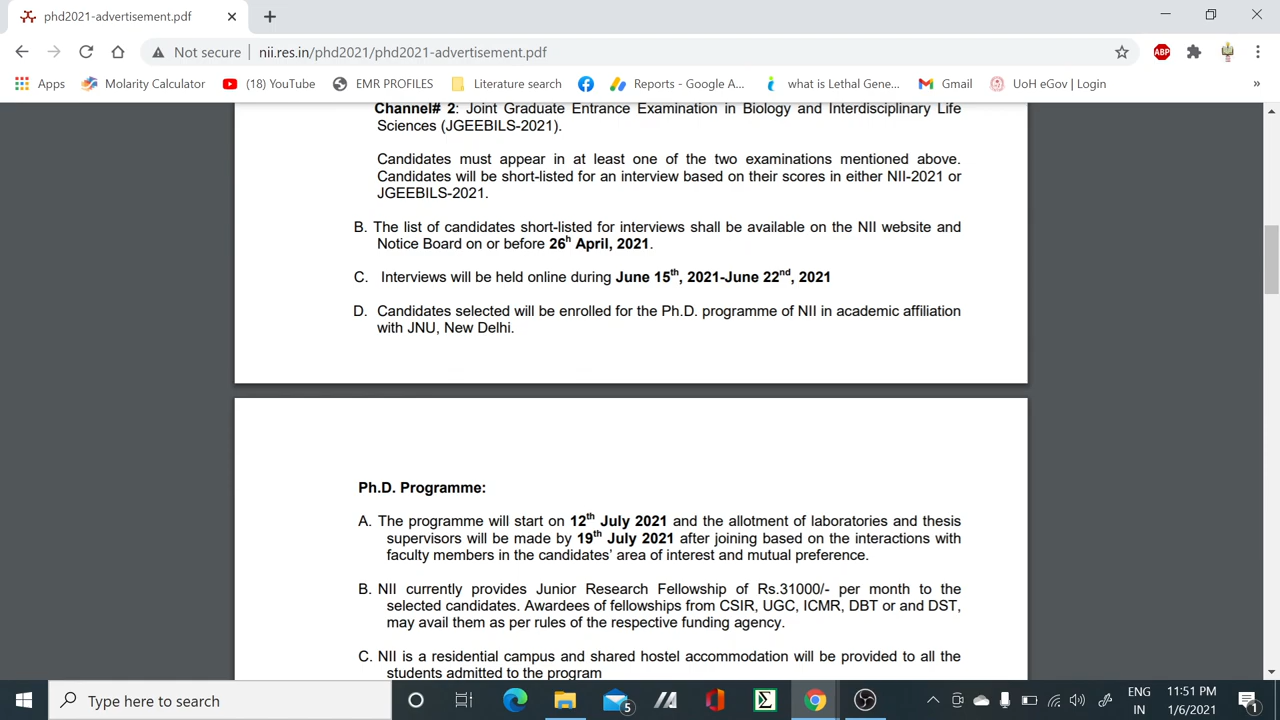 phd2021-advertisement.pdf
Not secure nii.res.in/phd2021/phd2021-advertisement.pdf
ABP
Apps Molarity Calculator (18) YouTube EMR PROFILES Literature search Reports - Google A... what is Lethal Gene... Gmail UoH eGov | Login »
Channel# 2: Joint Graduate Entrance Examination in Biology and Interdisciplinary Life
Sciences (JGEEBILS-2021).
Candidates must appear in at least one of the two examinations mentioned above.
Candidates will be short-listed for an interview based on their scores in either NII-2021 or
JGEEBILS-2021.
B. The list of candidates short-listed for interviews shall be available on the NII website and
Notice Board on or before 26h April, 2021.
C. Interviews will be held online during June 15th, 2021-June 22nd, 2021
D. Candidates selected will be enrolled for the Ph.D. programme of NII in academic affiliation
with JNU, New Delhi.
Ph.D. Programme:
A. The programme will start on 12th July 2021 and the allotment of laboratories and thesis
supervisors will be made by 19th July 2021 after joining based on the interactions with
faculty members in the candidates' area of interest and mutual preference.
B. NII currently provides Junior Research Fellowship of Rs.31000/- per month to the
selected candidates. Awardees of fellowships from CSIR, UGC, ICMR, DBT or and DST,
may avail them as per rules of the respective funding agency.
C. NII is a residential campus and shared hostel accommodation will be provided to all the
students admitted to the program
Type here to search
5
ENG
IN
11:51 PM
1/6/2021
1